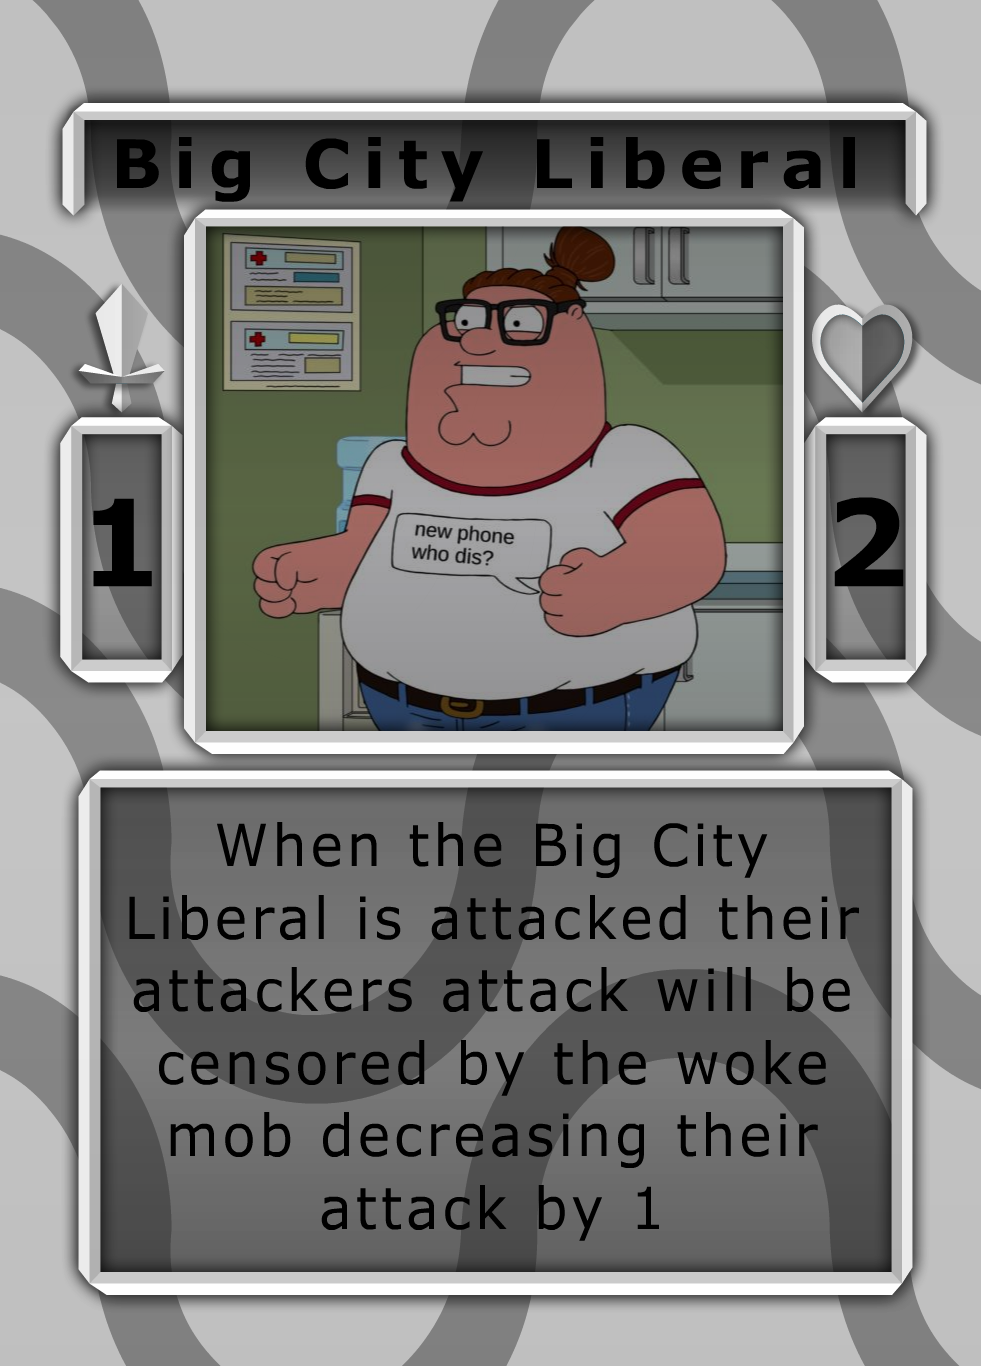 Big City Liberal
new phone
who dis?
1
2
When the Big City
Liberal is attacked their
attackers attack will be
censored by the woke
mob decreasing their
attack by 1